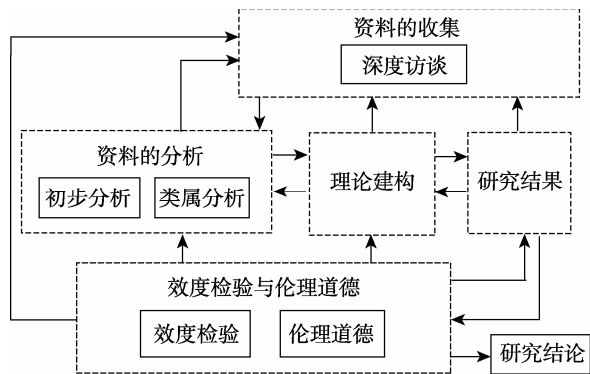 资料的收集
深度访谈
资料的分析
初步分析
类属分析
理论建构
研究结果
效度检验与伦理道德
效度检验
伦理道德
研究结论